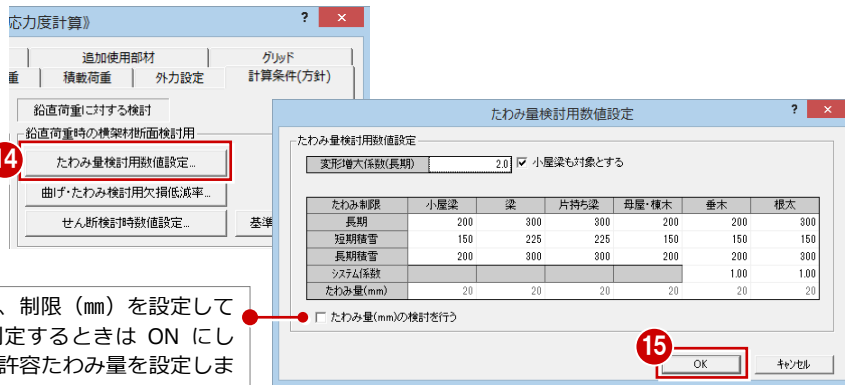 応力度計算》 ? ×
追加使用部材 グリッド
重 積載荷重 外力設定 計算条件(方針)
鉛直荷重に対する検討
鉛直荷重時の横架材断面検討用
14 たわみ量検討用数値設定...
曲げ・たわみ検討用欠損低減率...
せん断検討時数値設定... 基準
たわみ量検討用数値設定 ? ×
たわみ量検討用数値設定
変形増大係数(長期) 2.0 小屋梁も対象とする
たわみ制限 小屋梁 梁 片持ち梁 母屋・棟木 垂木 根太
長期 200 300 300 200 200 300
短期積雪 150 225 225 150 150 150
長期積雪 200 300 300 200 200 300
システム係数 1.00 1.00
たわみ量(mm) 20 20 20 20 20 20
たわみ量(mm)の検討を行う
、制限（㎜）を設定して
定するときは ON にし
許容たわみ量を設定しま
15
OK キャンセル